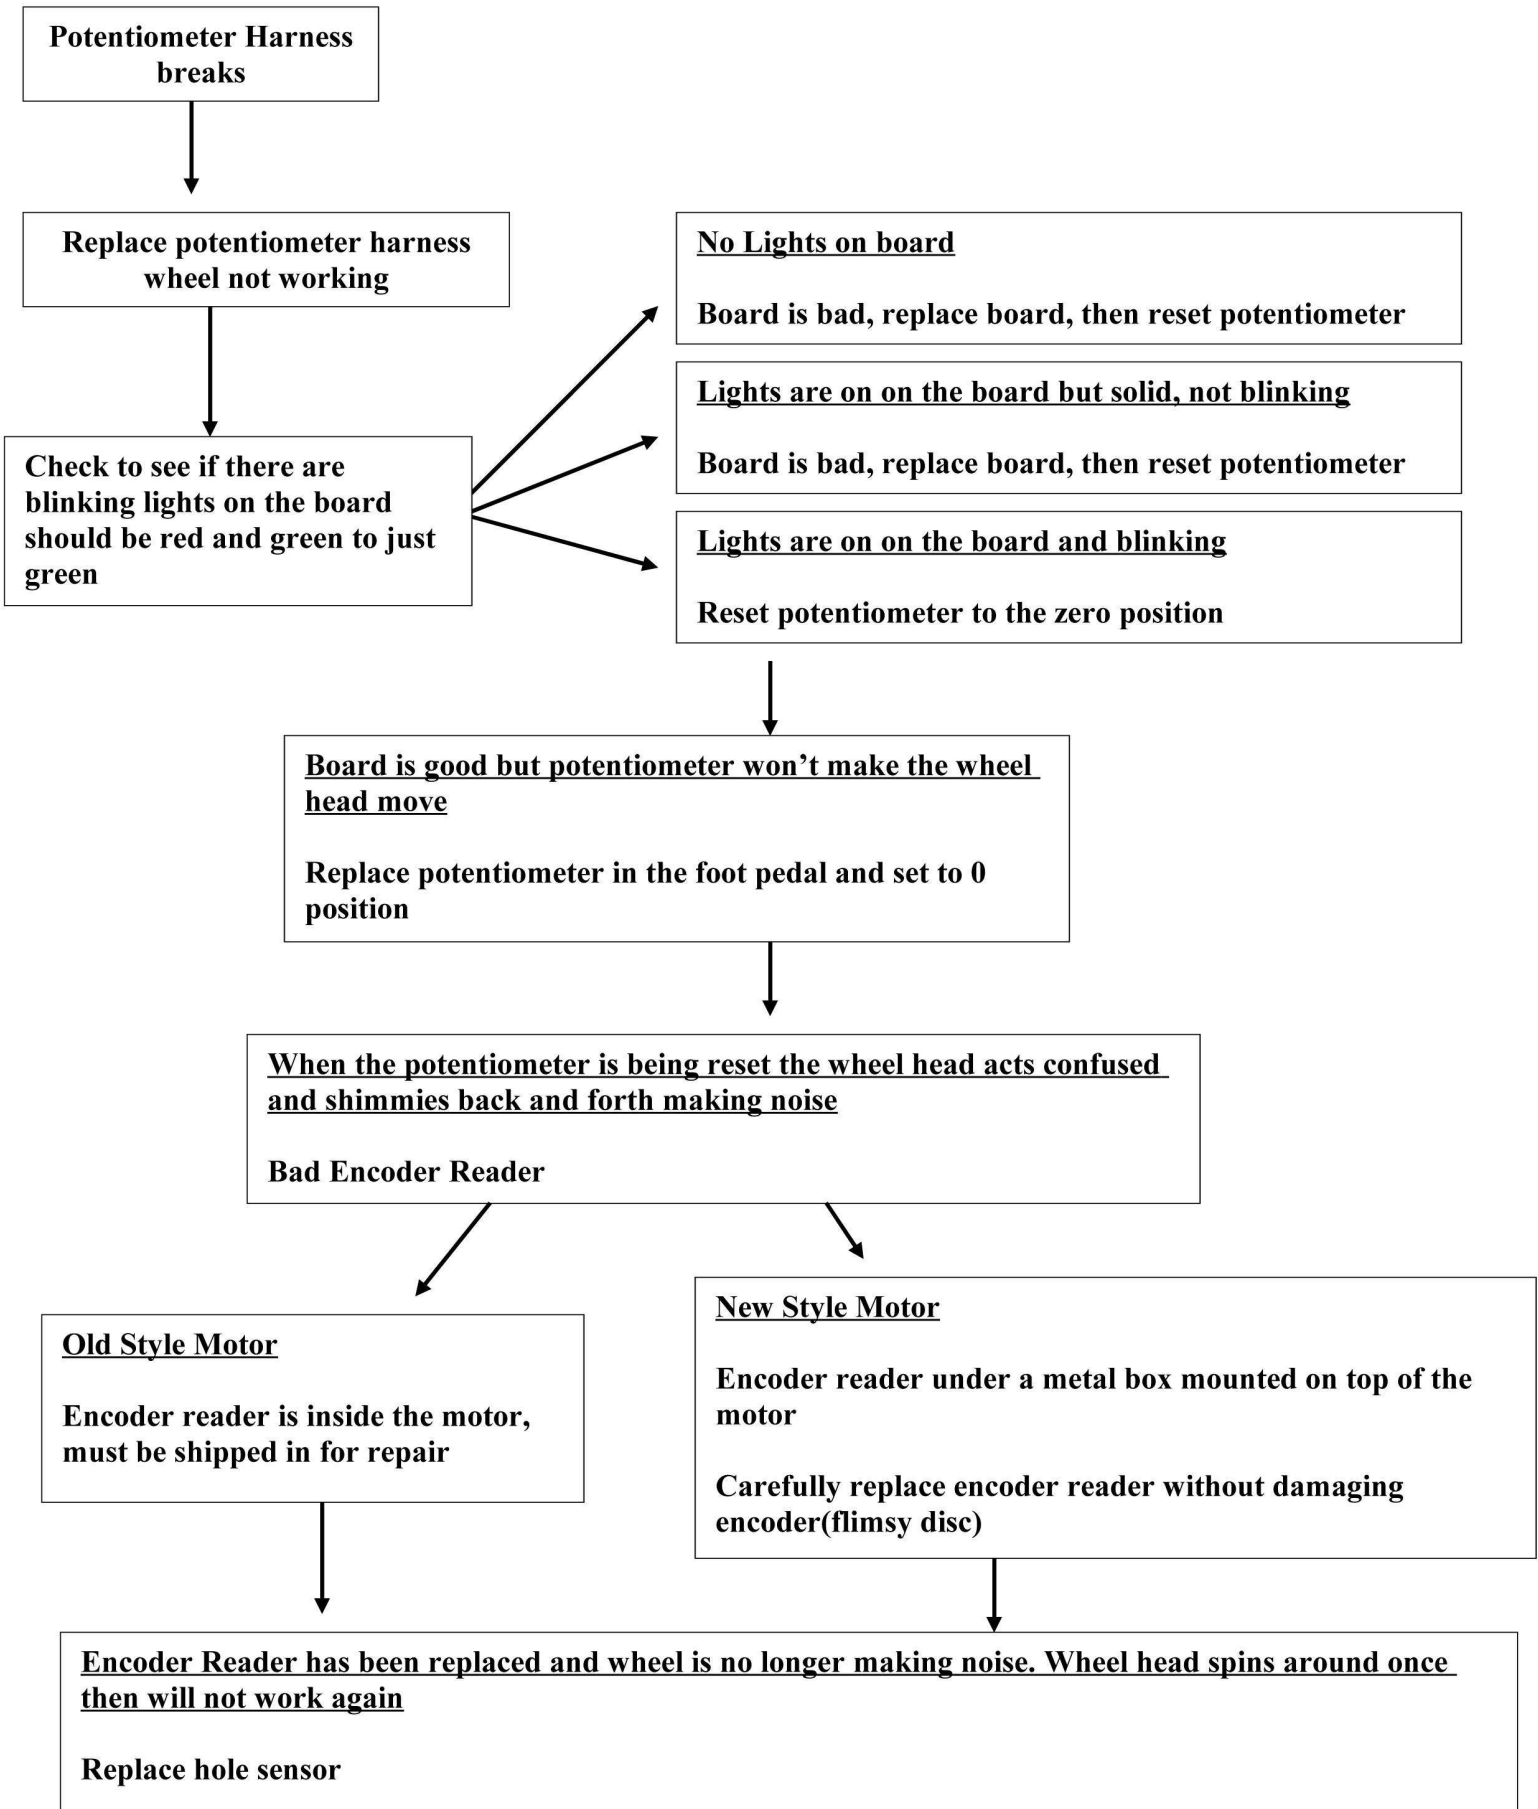 Potentiometer Harness
breaks
Replace potentiometer harness
wheel not working
Check to see if there are
blinking lights on the board
should be red and green to just
green
No Lights on board
Board is bad, replace board, then reset potentiometer
Lights are on on the board but solid, not blinking
Board is bad, replace board, then reset potentiometer
Lights are on on the board and blinking
Reset potentiometer to the zero position
Board is good but potentiometer won’t make the wheel
head move
Replace potentiometer in the foot pedal and set to 0
position
When the potentiometer is being reset the wheel head acts confused
and shimmies back and forth making noise
Bad Encoder Reader
Old Style Motor
Encoder reader is inside the motor,
must be shipped in for repair
New Style Motor
Encoder reader under a metal box mounted on top of the
motor
Carefully replace encoder reader without damaging
encoder(flimsy disc)
Encoder Reader has been replaced and wheel is no longer making noise. Wheel head spins around once
then will not work again
Replace hole sensor